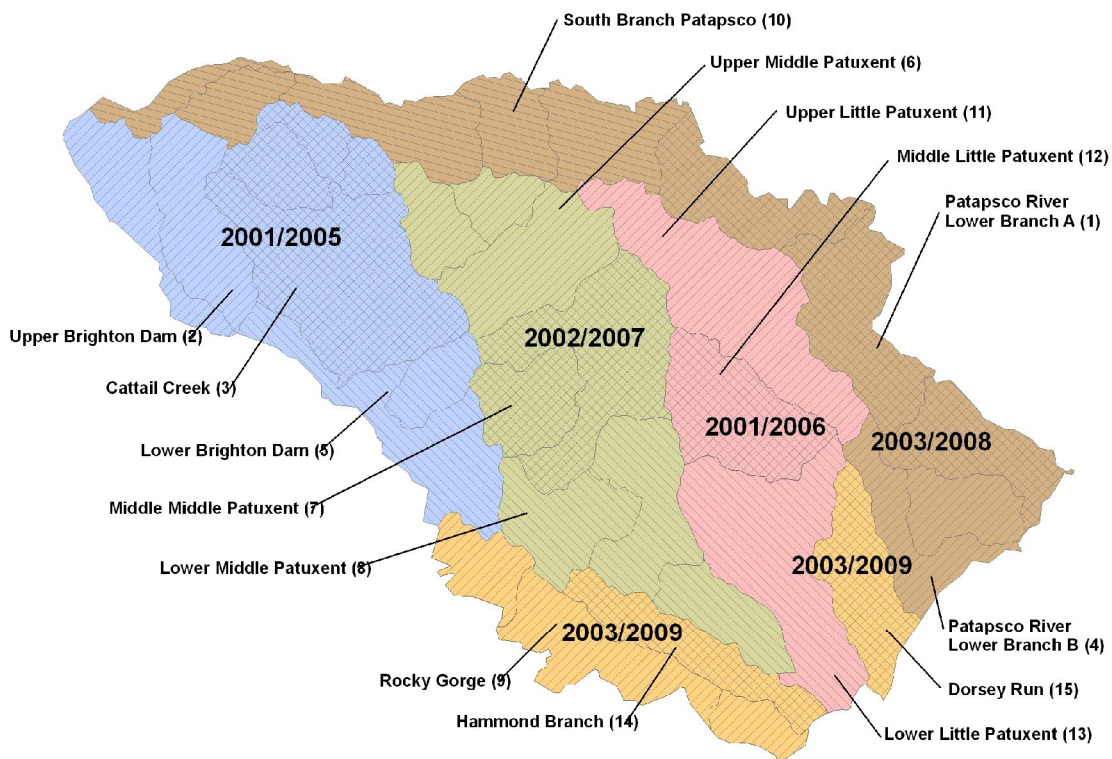 South Branch Patapsco (10)
Upper Middle Patuxent (6)
Upper Little Patuxent (11)
Middle Little Patuxent (12)
Patapsco River
Lower Branch A (1)
2001/2005
Upper Brighton Dam (2)
2002/2007
Cattail Creek (3)
2001/2006
2003/2008
Lower Brighton Dam (5)
Middle Middle Patuxent (7)
Lower Middle Patuxent (8)
2003/2009
2003/2009
Patapsco River
Lower Branch B (4)
Rocky Gorge (9)
Dorsey Run (15)
Hammond Branch (14)
Lower Little Patuxent (13)